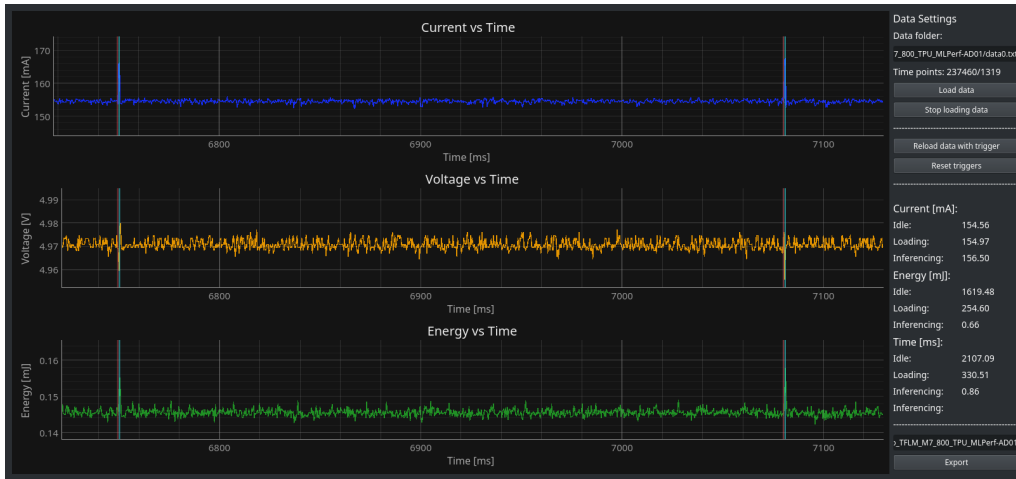 Current vs Time
170
160
150
Current [mA]
6800
6900
7000
7100
Time [ms]
Voltage vs Time
4.99
4.98
4.97
4.96
Voltage [V]
6800
6900
7000
7100
Time [ms]
Energy vs Time
0.16
0.15
0.14
Energy [mJ]
6800
6900
7000
7100
Time [ms]
Data Settings
Data folder:
7_800_TPU_MLPerf-AD01/data0.txt
Time points: 237460/1319
Load data
Stop loading data
Reload data with trigger
Reset triggers
Current [mA]:
Idle: 154.56
Loading: 154.97
Inferencing: 156.50
Energy [mJ]:
Idle: 1619.48
Loading: 254.60
Inferencing: 0.66
Time [ms]:
Idle: 2107.09
Loading: 330.51
Inferencing: 0.86
Inferencing:
_TFLM_M7_800_TPU_MLPerf-AD01
Export